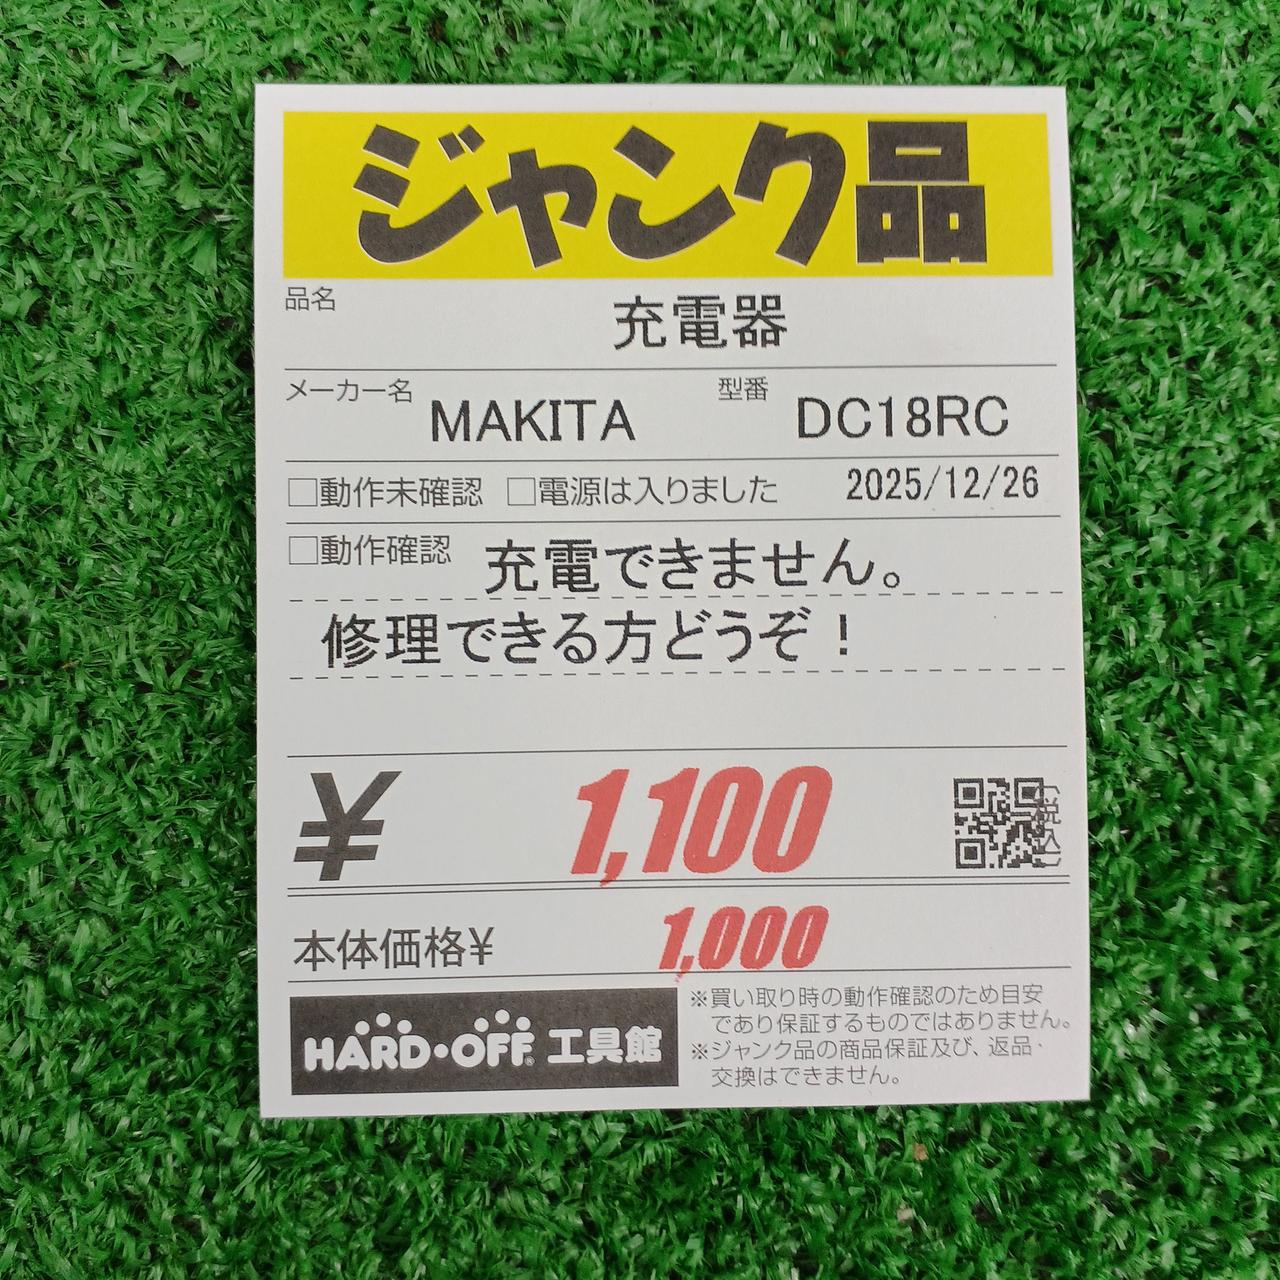 ジャンク品
品名 充電器
メーカー名 MAKITA 型番 DC18RC
□動作未確認 □電源は入りました 2025/12/26
□動作確認 充電できません。
修理できる方どうぞ！
¥ 1,100 (税込)
本体価格¥ 1,000
HARD・OFF® 工具館
※買い取り時の動作確認のため目安
であり保証するものではありません。
※ジャンク品の商品保証及び、返品・
交換はできません。